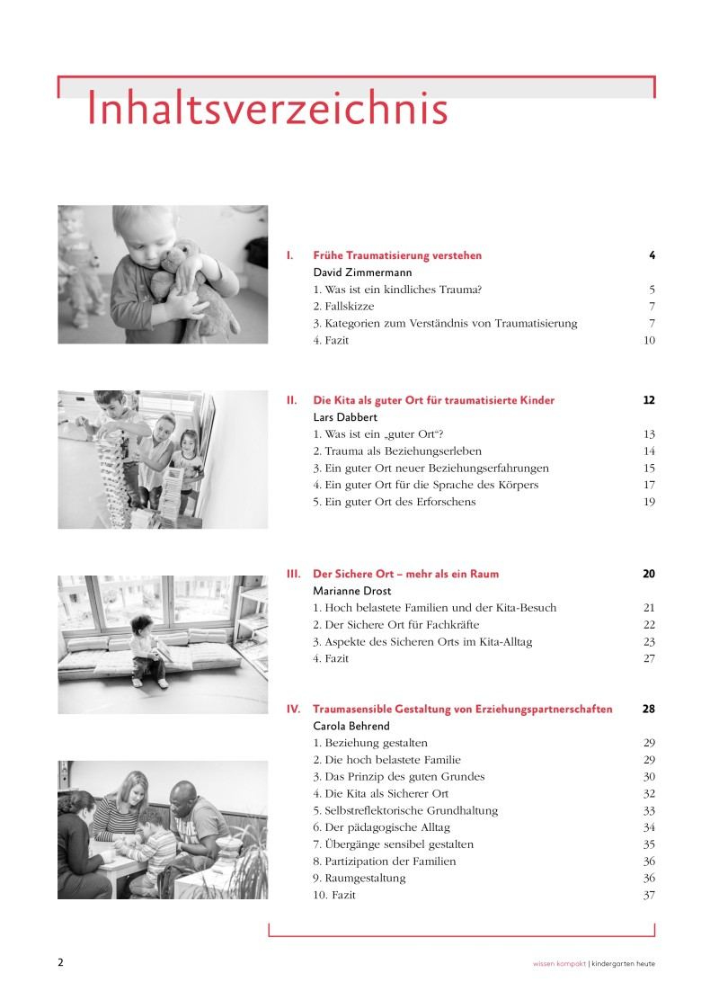 Inhaltsverzeichnis
I. Frühe Traumatisierung verstehen 4
David Zimmermann
1. Was ist ein kindliches Trauma? 5
2. Fallskizze 7
3. Kategorien zum Verständnis von Traumatisierung 7
4. Fazit 10
II. Die Kita als guter Ort für traumatisierte Kinder 12
Lars Dabbert
1. Was ist ein „guter Ort“? 13
2. Trauma als Beziehungserleben 14
3. Ein guter Ort neuer Beziehungserfahrungen 15
4. Ein guter Ort für die Sprache des Körpers 17
5. Ein guter Ort des Erforschens 19
III. Der Sichere Ort – mehr als ein Raum 20
Marianne Drost
1. Hoch belastete Familien und der Kita-Besuch 21
2. Der Sichere Ort für Fachkräfte 22
3. Aspekte des Sicheren Orts im Kita-Alltag 23
4. Fazit 27
IV. Traumasensible Gestaltung von Erziehungspartnerschaften 28
Carola Behrend
1. Beziehung gestalten 29
2. Die hoch belastete Familie 29
3. Das Prinzip des guten Grundes 30
4. Die Kita als Sicherer Ort 32
5. Selbstreflektorische Grundhaltung 33
6. Der pädagogische Alltag 34
7. Übergänge sensibel gestalten 35
8. Partizipation der Familien 36
9. Raumgestaltung 36
10. Fazit 37
2 wissen kompakt | kindergarten heute